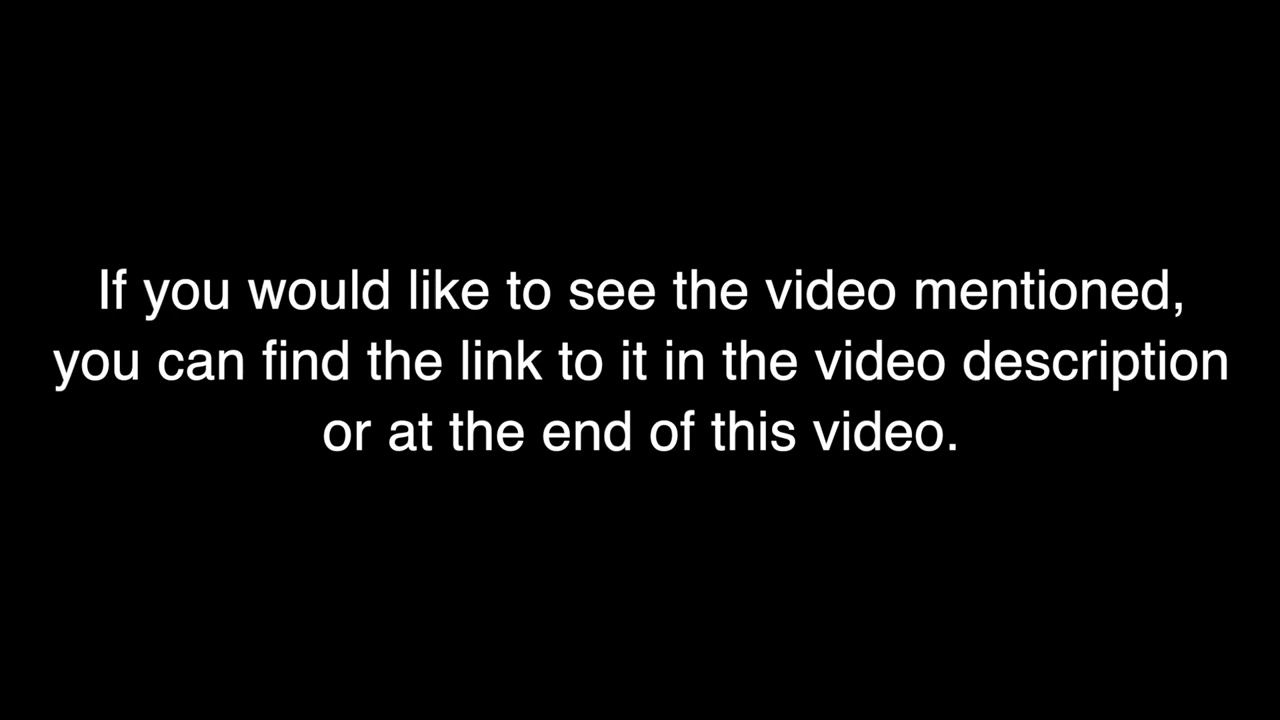 If you would like to see the video mentioned,
you can find the link to it in the video description
or at the end of this video.